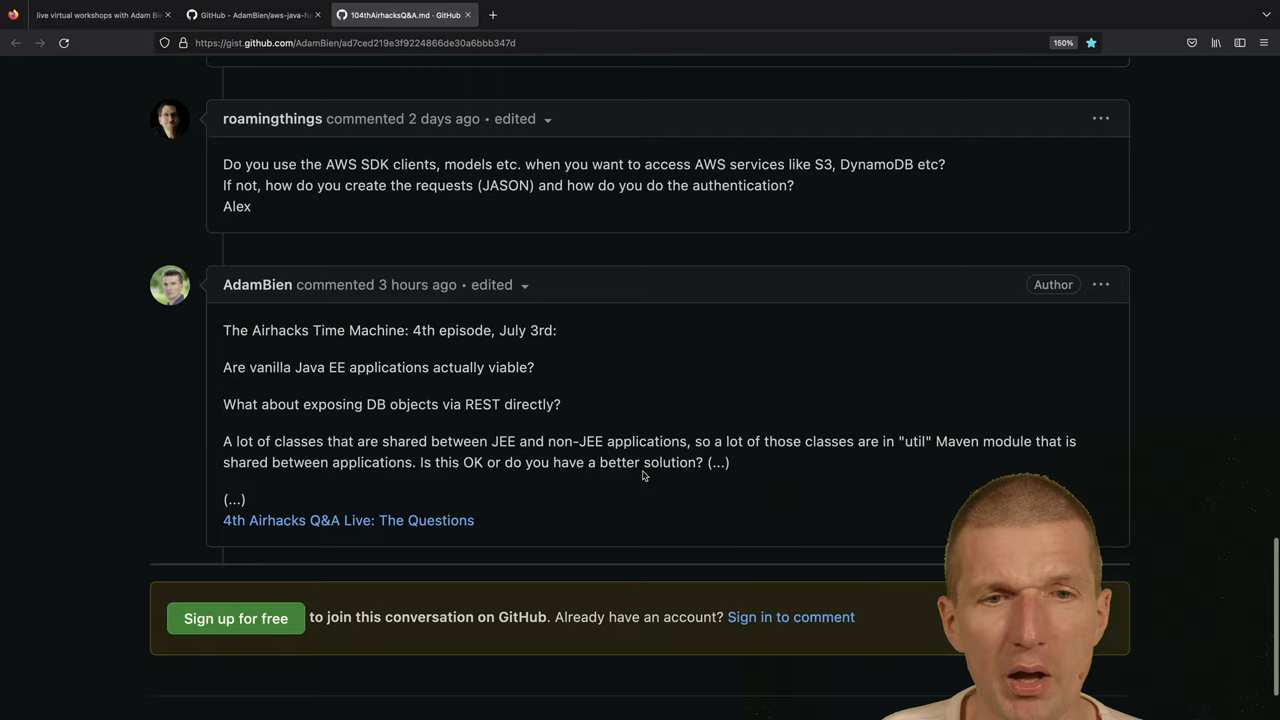 live virtual workshops with Adam Bie
GitHub - AdamBien/aws-java-fu
104thAirhacksQ&A.md · GitHub
https://gist.github.com/AdamBien/ad7ced219e3f9224866de30a6bbb347d
150%
roamingthings commented 2 days ago • edited
Do you use the AWS SDK clients, models etc. when you want to access AWS services like S3, DynamoDB etc?
If not, how do you create the requests (JASON) and how do you do the authentication?
Alex
AdamBien commented 3 hours ago • edited
Author
The Airhacks Time Machine: 4th episode, July 3rd:
Are vanilla Java EE applications actually viable?
What about exposing DB objects via REST directly?
A lot of classes that are shared between JEE and non-JEE applications, so a lot of those classes are in "util" Maven module that is
shared between applications. Is this OK or do you have a better solution? (...)
(...)
4th Airhacks Q&A Live: The Questions
Sign up for free to join this conversation on GitHub. Already have an account? Sign in to comment